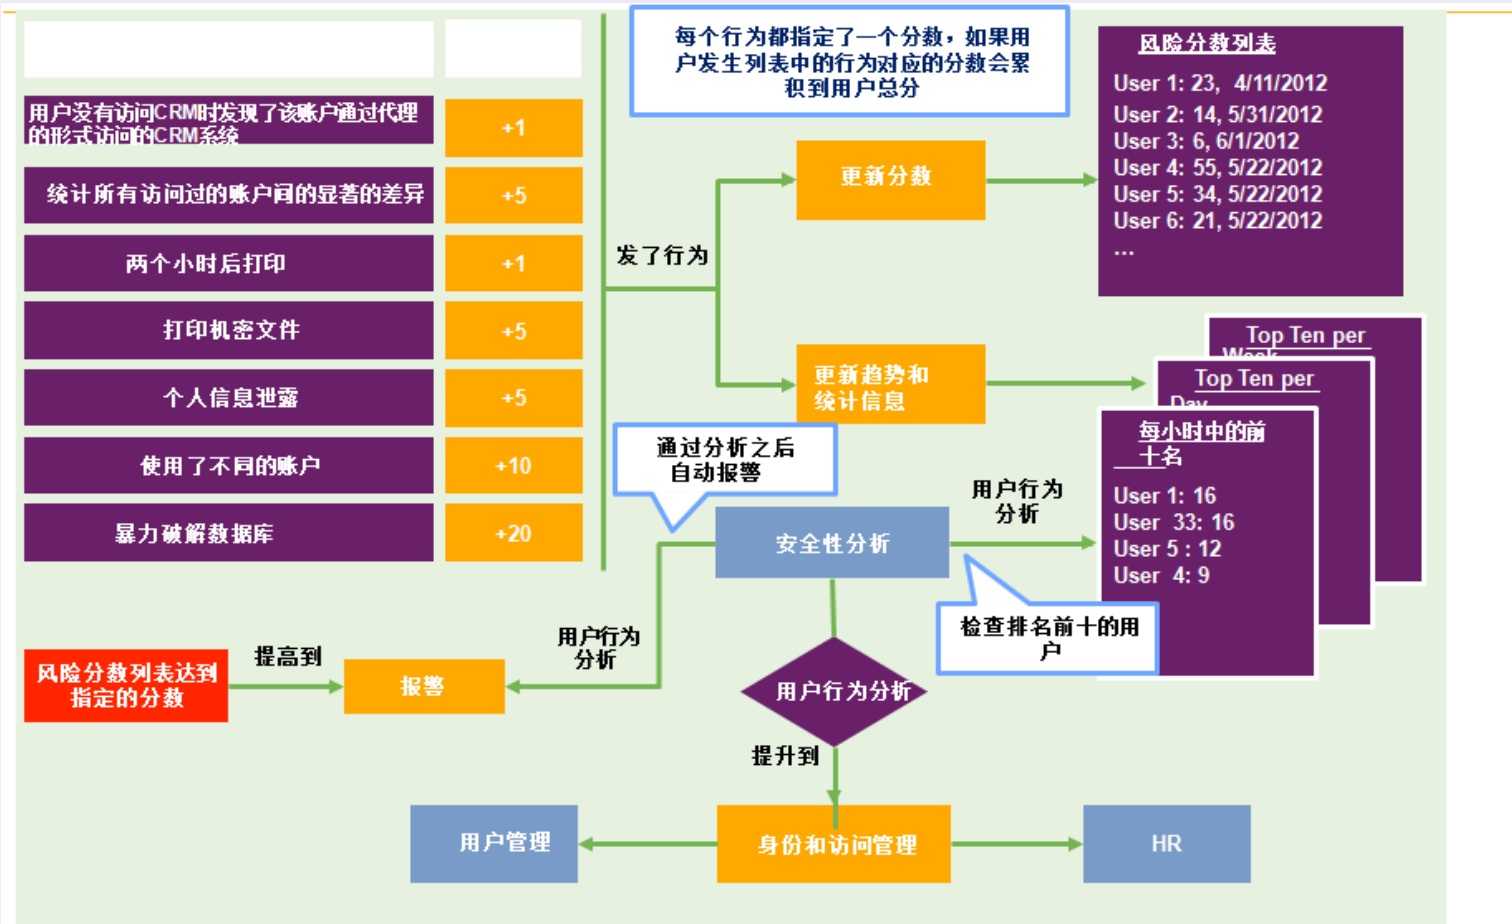 每个行为都指定了一个分数，如果用
户发生列表中的行为对应的分数会累
积到用户总分
用户没有访问CRM时发现了该账户通过代理
的形式访问的CRM系统
+1
统计所有访问过的账户间的显著的差异
+5
两个小时后打印
+1
打印机密文件
+5
个人信息泄露
+5
使用了不同的账户
+10
暴力破解数据库
+20
发了行为
更新分数
风险分数列表
User 1: 23, 4/11/2012
User 2: 14, 5/31/2012
User 3: 6, 6/1/2012
User 4: 55, 5/22/2012
User 5: 34, 5/22/2012
User 6: 21, 5/22/2012
...
更新趋势和
统计信息
Top Ten per
Week
Top Ten per
Day
每小时中的前
十名
User 1: 16
User 33: 16
User 5 : 12
User 4: 9
通过分析之后
自动报警
用户行为
分析
安全性分析
检查排名前十的用
户
用户行为
分析
风险分数列表达到
指定的分数
提高到
报警
用户行为分析
提升到
用户管理
身份和访问管理
HR